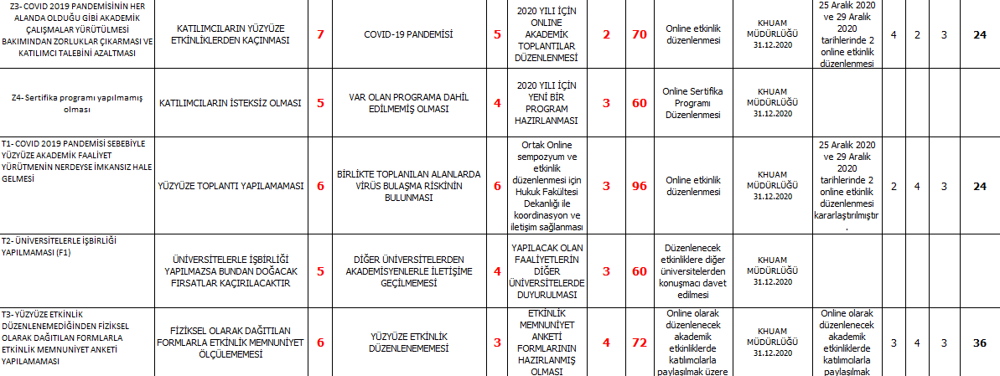 Z3- COVID 2019 PANDEMİSİNİN HER
ALANDA OLDUĞU GİBİ AKADEMİK
ÇALIŞMALAR YÜRÜTÜLMESİ
BAKIMINDAN ZORLUKLAR ÇIKARMASI VE
KATILIMCI TALEBİNİ AZALTMASI
KATILIMCILARIN YÜZYÜZE
ETKİNLİKLERDEN KAÇINMASI
7
COVID-19 PANDEMİSİ
5
2020 YILI İÇİN
ONLINE
AKADEMİK
TOPLANTILAR
DÜZENLENMESİ
2
70
Online etkinlik
düzenlenmesi
KHUAM
MÜDÜRLÜĞÜ
31.12.2020
25 Aralık 2020
ve 29 Aralık
2020
tarihlerinde 2
online etkinlik
düzenlenmesi
4
2
3
24
Z4- Sertifika programı yapılmamış
olması
KATILIMCILARIN İSTEKSİZ OLMASI
5
VAR OLAN PROGRAMA DAHİL
EDİLMEMİŞ OLMASI
4
2020 YILI İÇİN
YENİ BİR
PROGRAM
HAZIRLANMASI
3
60
Online Sertifika
Programı
Düzenlenmesi
KHUAM
MÜDÜRLÜĞÜ
31.12.2020
T1- COVID 2019 PANDEMİSİ SEBEBİYLE
YÜZYÜZE AKADEMİK FAALİYET
YÜRÜTMENİN NERDEYSE İMKANSIZ HALE
GELMESİ
YÜZYÜZE TOPLANTI YAPILAMAMASI
6
BİRLİKTE TOPLANILAN ALANLARDA
VİRÜS BULAŞMA RİSKİNİN
BULUNMASI
6
Ortak Online
sempozyum ve
etkinlik
düzenlenmesi için
Hukuk Fakültesi
Dekanlığı ile
koordinasyon ve
iletişim sağlanması
3
96
Online etkinlik
düzenlenmesi
KHUAM
MÜDÜRLÜĞÜ
31.12.2020
25 Aralık 2020
ve 29 Aralık
2020
tarihlerinde 2
online etkinlik
düzenlenmesi
kararlaştırılmıştır
.
2
4
3
24
T2- ÜNİVERSİTELERLE İŞBİRLİĞİ
YAPILMAMASI (F1)
ÜNİVERSİTELERLE İŞBİRLİĞİ
YAPILMAZSA BUNDAN DOĞACAK
FIRSATLAR KAÇIRILACAKTIR
5
DİĞER ÜNİVERSİTELERDEN
AKADEMİSYENLERLE İLETİŞİME
GEÇİLMEMESİ
4
YAPILACAK OLAN
FAALİYETLERİN
DİĞER
ÜNİVERSİTELERDE
DUYURULMASI
3
60
Düzenlenecek
etkinliklere diğer
üniversitelerden
konuşmacı davet
edilmesi
KHUAM
MÜDÜRLÜĞÜ
31.12.2020
T3- YÜZYÜZE ETKİNLİK
DÜZENLENEMEDİĞİNDEN FİZİKSEL
OLARAK DAĞITILAN FORMLARLA
ETKİNLİK MEMNUNİYET ANKETİ
YAPILAMAMASI
FİZİKSEL OLARAK DAĞITILAN
FORMLARLA ETKİNLİK MEMNUNİYET
ÖLÇÜLEMEMESİ
6
YÜZYÜZE ETKİNLİK
DÜZENLENEMEMESİ
3
ETKİNLİK
MEMNUNİYET
ANKETİ
FORMLARININ
HAZIRLANMIŞ
OLMASI
4
72
Online olarak
düzenlenecek
akademik
etkinliklerde
katılımcılarla
paylaşılmak üzere
KHUAM
MÜDÜRLÜĞÜ
31.12.2020
Online olarak
düzenlenecek
akademik
etkinliklerde
katılımcılarla
paylaşılmak
3
4
3
36